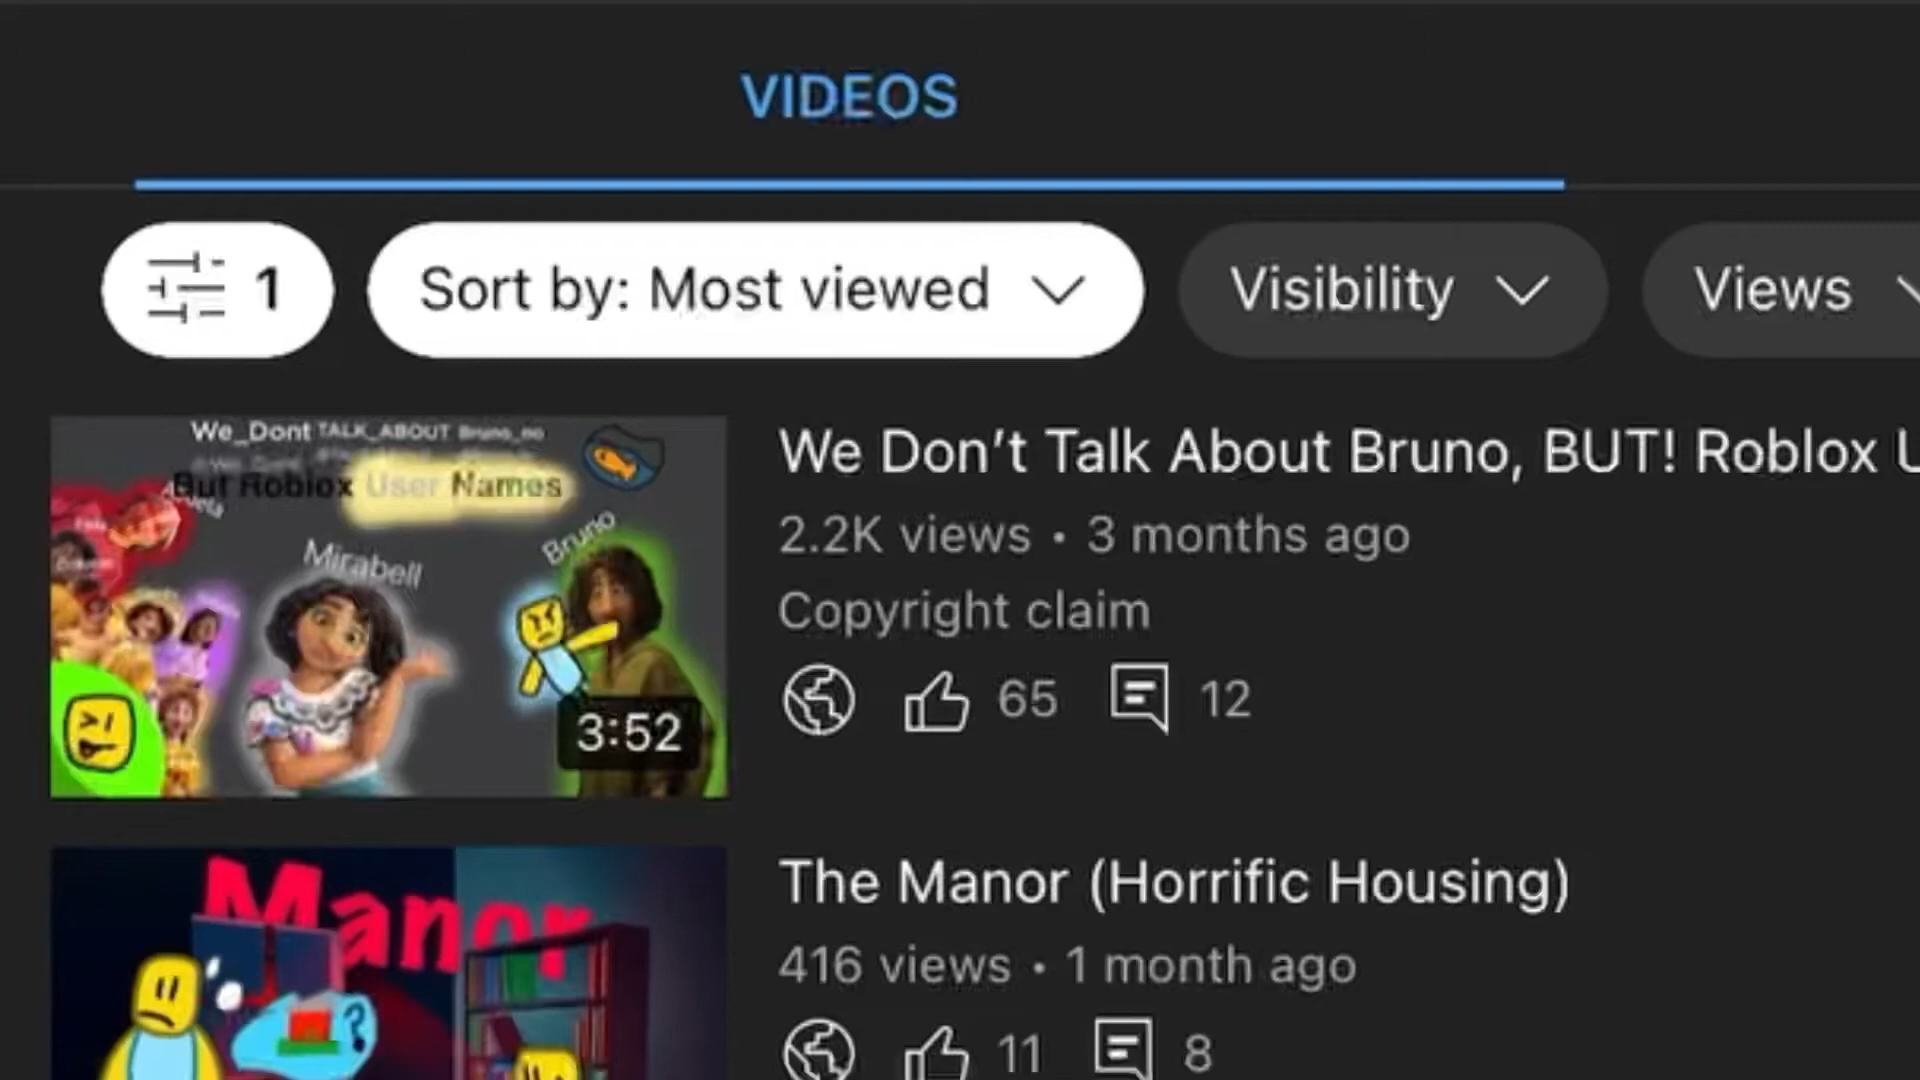 VIDEOS
1
Sort by: Most viewed
Visibility
Views
We_Dont TALK_ABOUT Bruno_no
But Roblox User Names
Mirabell
Bruno
3:52
We Don't Talk About Bruno, BUT! Roblox U
2.2K views • 3 months ago
Copyright claim
65
12
Manor
?
The Manor (Horrific Housing)
416 views • 1 month ago
11
8